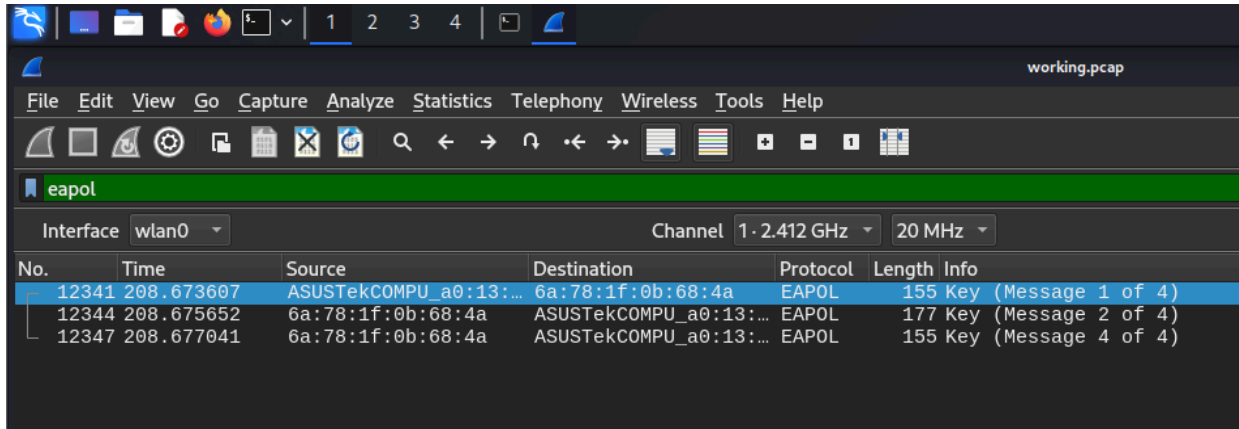 1 2 3 4
working.pcap
File Edit View Go Capture Analyze Statistics Telephony Wireless Tools Help
eapol
Interface wlan0 Channel 1 · 2.412 GHz 20 MHz
No. Time Source Destination Protocol Length Info
12341 208.673607 ASUSTekCOMPU_a0:13:… 6a:78:1f:0b:68:4a EAPOL 155 Key (Message 1 of 4)
12344 208.675652 6a:78:1f:0b:68:4a ASUSTekCOMPU_a0:13:… EAPOL 177 Key (Message 2 of 4)
12347 208.677041 6a:78:1f:0b:68:4a ASUSTekCOMPU_a0:13:… EAPOL 155 Key (Message 4 of 4)